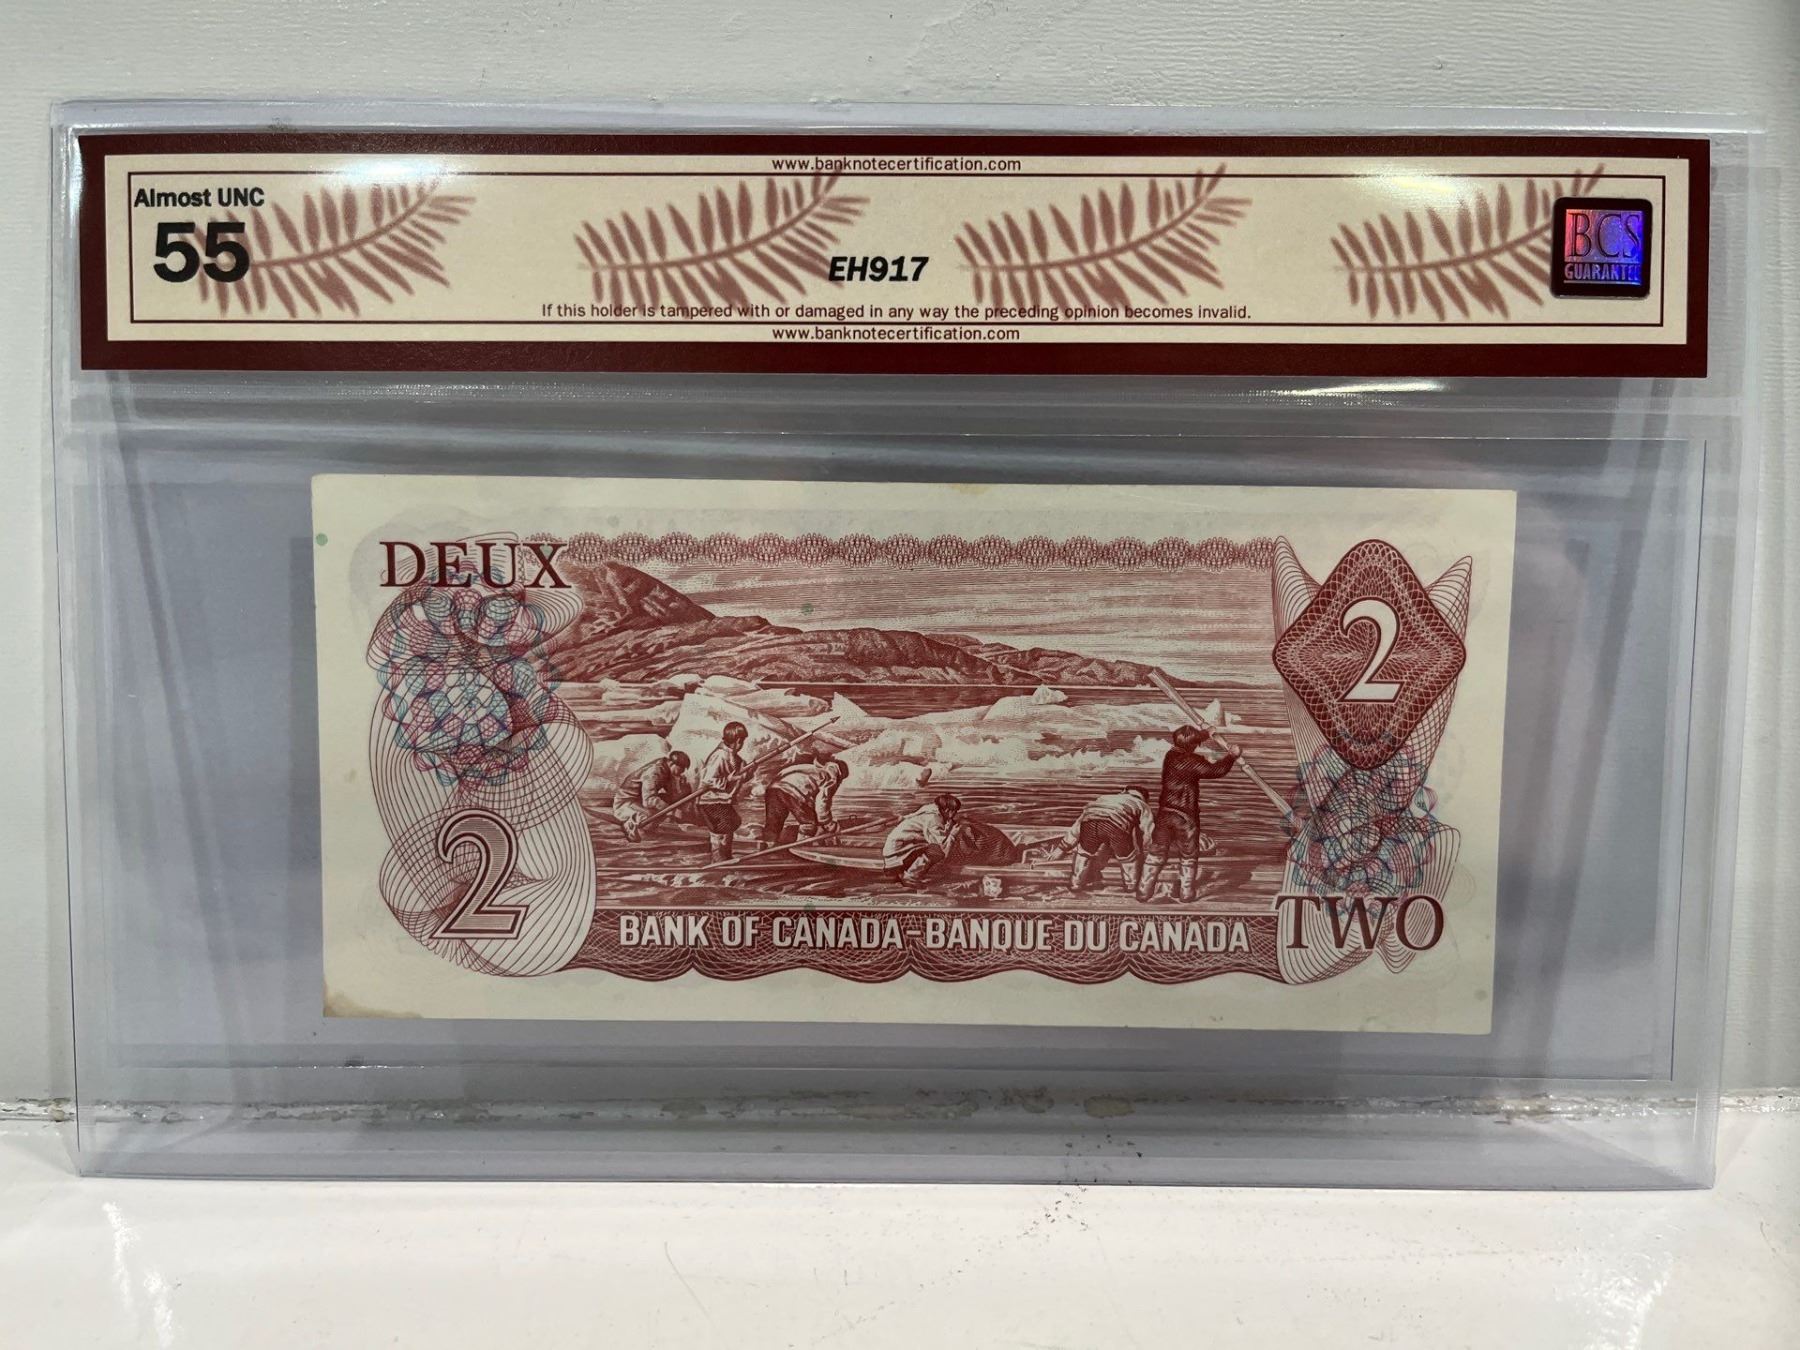 www.banknotecertification.com
Almost UNC
55
EH917
BCS
GUARANTEE
If this holder is tampered with or damaged in any way the preceding opinion becomes invalid.
www.banknotecertification.com
DEUX
2
2
BANK OF CANADA-BANQUE DU CANADA
TWO